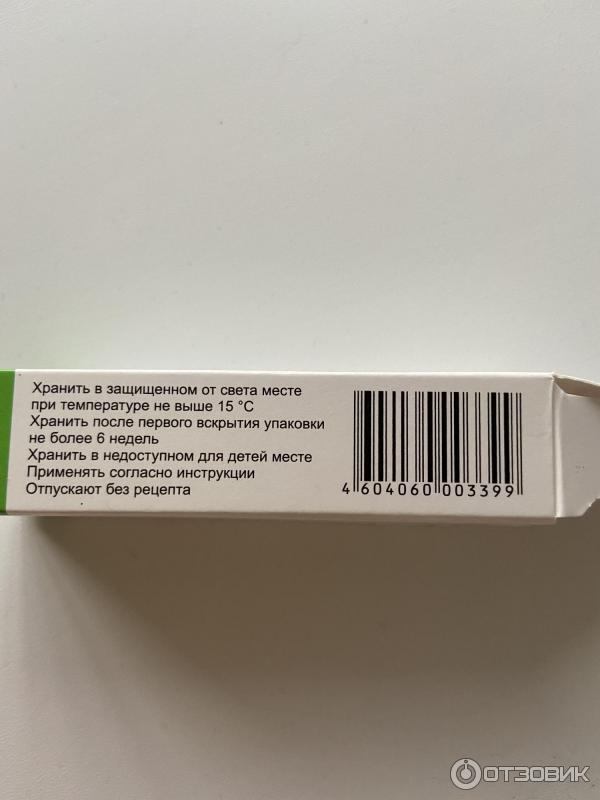 Хранить в защищенном от света месте
при температуре не выше 15 °С
Хранить после первого вскрытия упаковки
не более 6 недель
Хранить в недоступном для детей месте
Применять согласно инструкции
Отпускают без рецепта
4 604060 003399
ОТЗОВИК